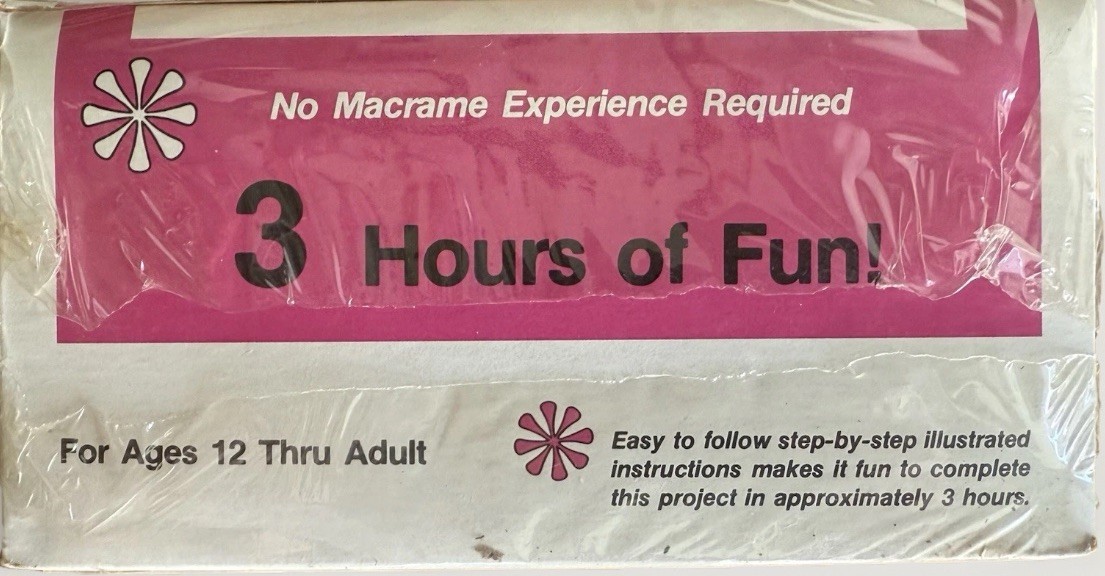 No Macrame Experience Required
3 Hours of Fun!
For Ages 12 Thru Adult
Easy to follow step-by-step illustrated
instructions makes it fun to complete
this project in approximately 3 hours.